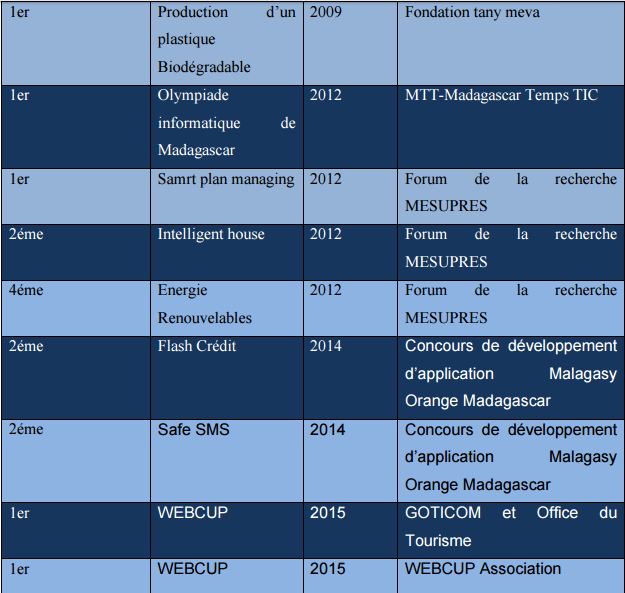 1er Production d’un 2009 Fondation tany meva
plastique
Biodégradable
1er Olympiade 2012 MTT-Madagascar Temps TIC
informatique de
Madagascar
1er Samrt plan managing 2012 Forum de la recherche
MESUPRES
2éme Intelligent house 2012 Forum de la recherche
MESUPRES
4éme Energie 2012 Forum de la recherche
Renouvelables MESUPRES
2éme Flash Crédit 2014 Concours de développement
d’application Malagasy
Orange Madagascar
2éme Safe SMS 2014 Concours de développement
d’application Malagasy
Orange Madagascar
1er WEBCUP 2015 GOTICOM et Office du
Tourisme
1er WEBCUP 2015 WEBCUP Association